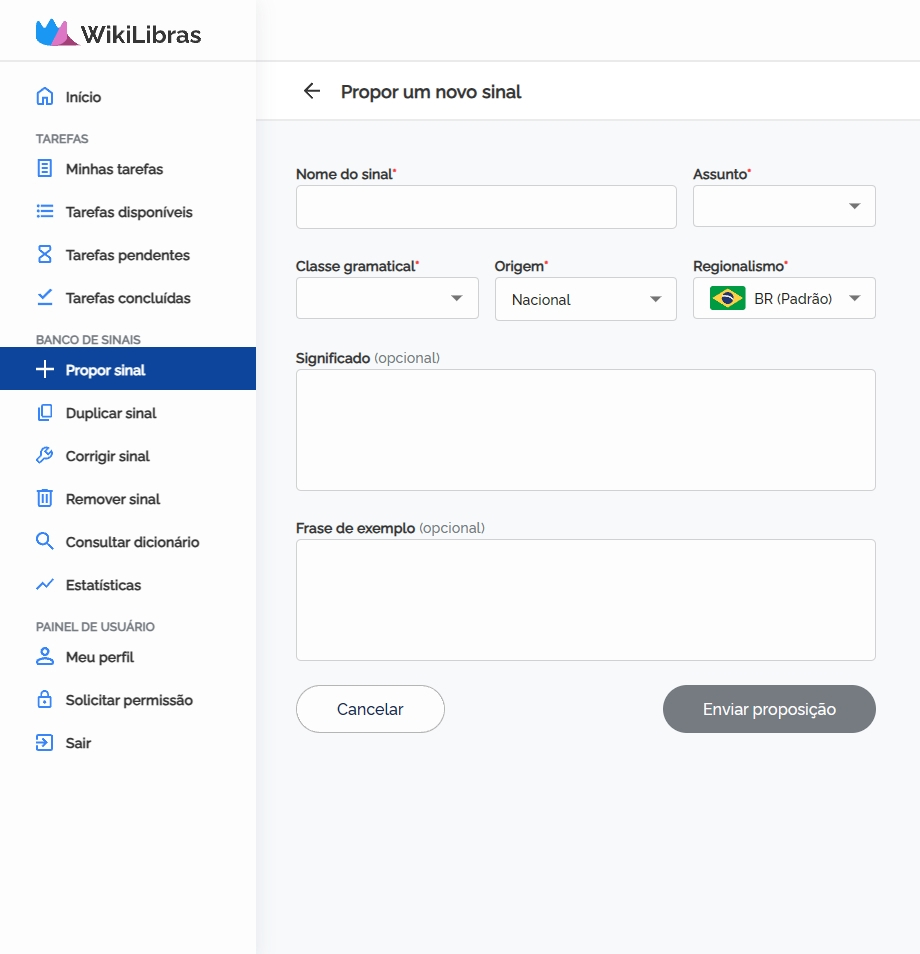 WikiLibras
Início
TAREFAS
Minhas tarefas
Tarefas disponíveis
Tarefas pendentes
Tarefas concluídas
BANCO DE SINAIS
Propor sinal
Duplicar sinal
Corrigir sinal
Remover sinal
Consultar dicionário
Estatísticas
PAINEL DE USUÁRIO
Meu perfil
Solicitar permissão
Sair
Propor um novo sinal
Nome do sinal* Assunto*
Classe gramatical* Origem* Regionalismo*
Nacional BR (Padrão)
Significado (opcional)
Frase de exemplo (opcional)
Cancelar Enviar proposição